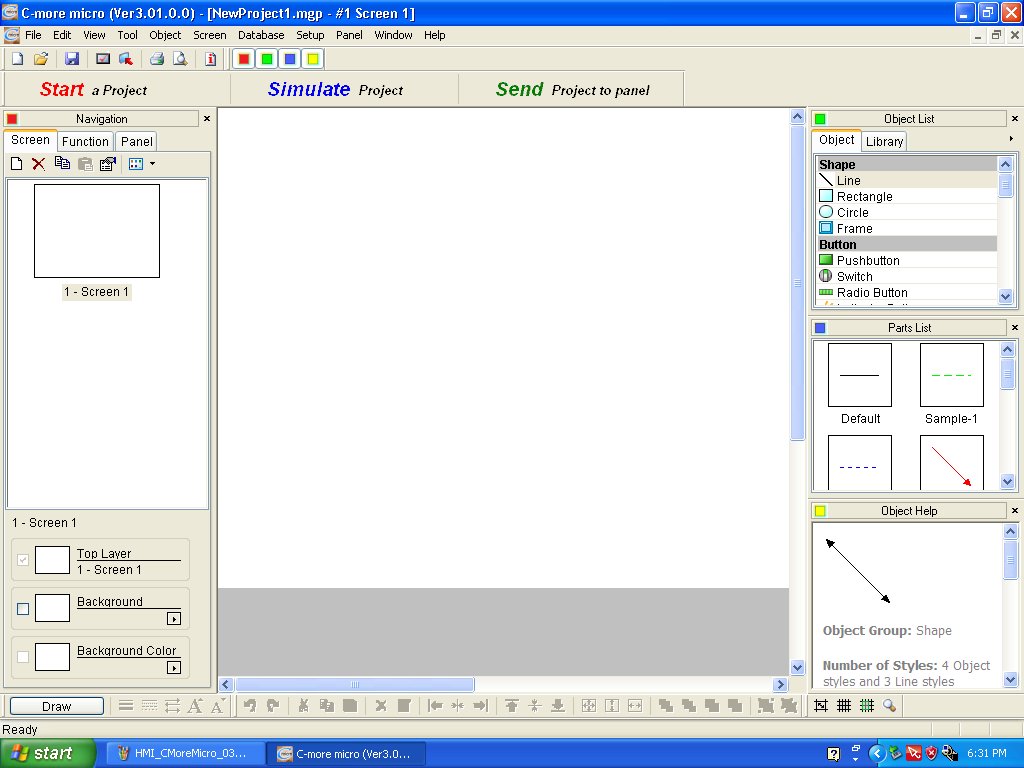 C-more micro (Ver3.01.0.0) - [NewProject1.mgp - #1 Screen 1]
File Edit View Tool Object Screen Database Setup Panel Window Help
Start a Project Simulate Project Send Project to panel
Navigation
Screen Function Panel
1 - Screen 1
1 - Screen 1
Top Layer
1 - Screen 1
Background
Background Color
Object List
Object Library
Shape
Line
Rectangle
Circle
Frame
Button
Pushbutton
Switch
Radio Button
Parts List
Default Sample-1
Object Help
Object Group: Shape
Number of Styles: 4 Object
styles and 3 Line styles
Draw
Ready
start HMI_CMoreMicro_03... C-more micro (Ver3.0... 6:31 PM